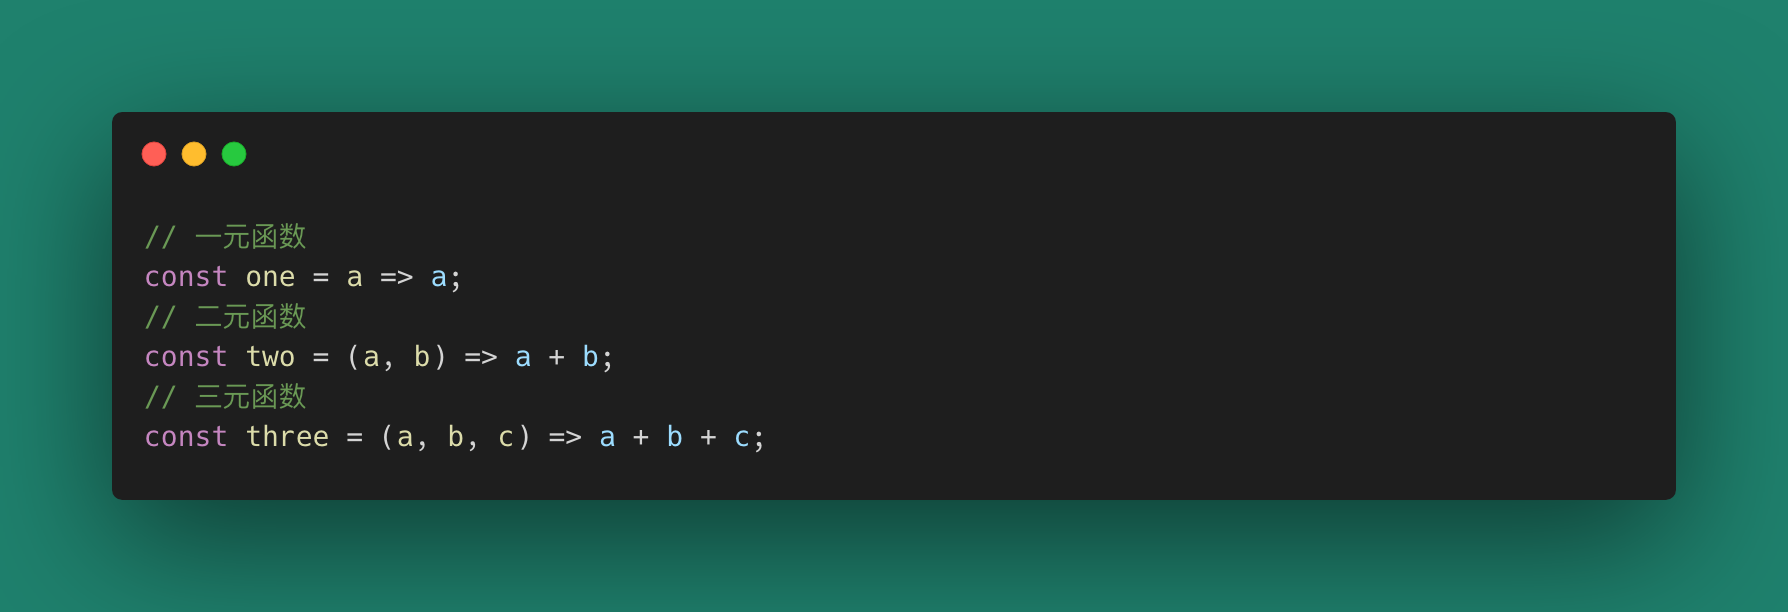 // 一元函数
const one = a => a;
// 二元函数
const two = (a, b) => a + b;
// 三元函数
const three = (a, b, c) => a + b + c;